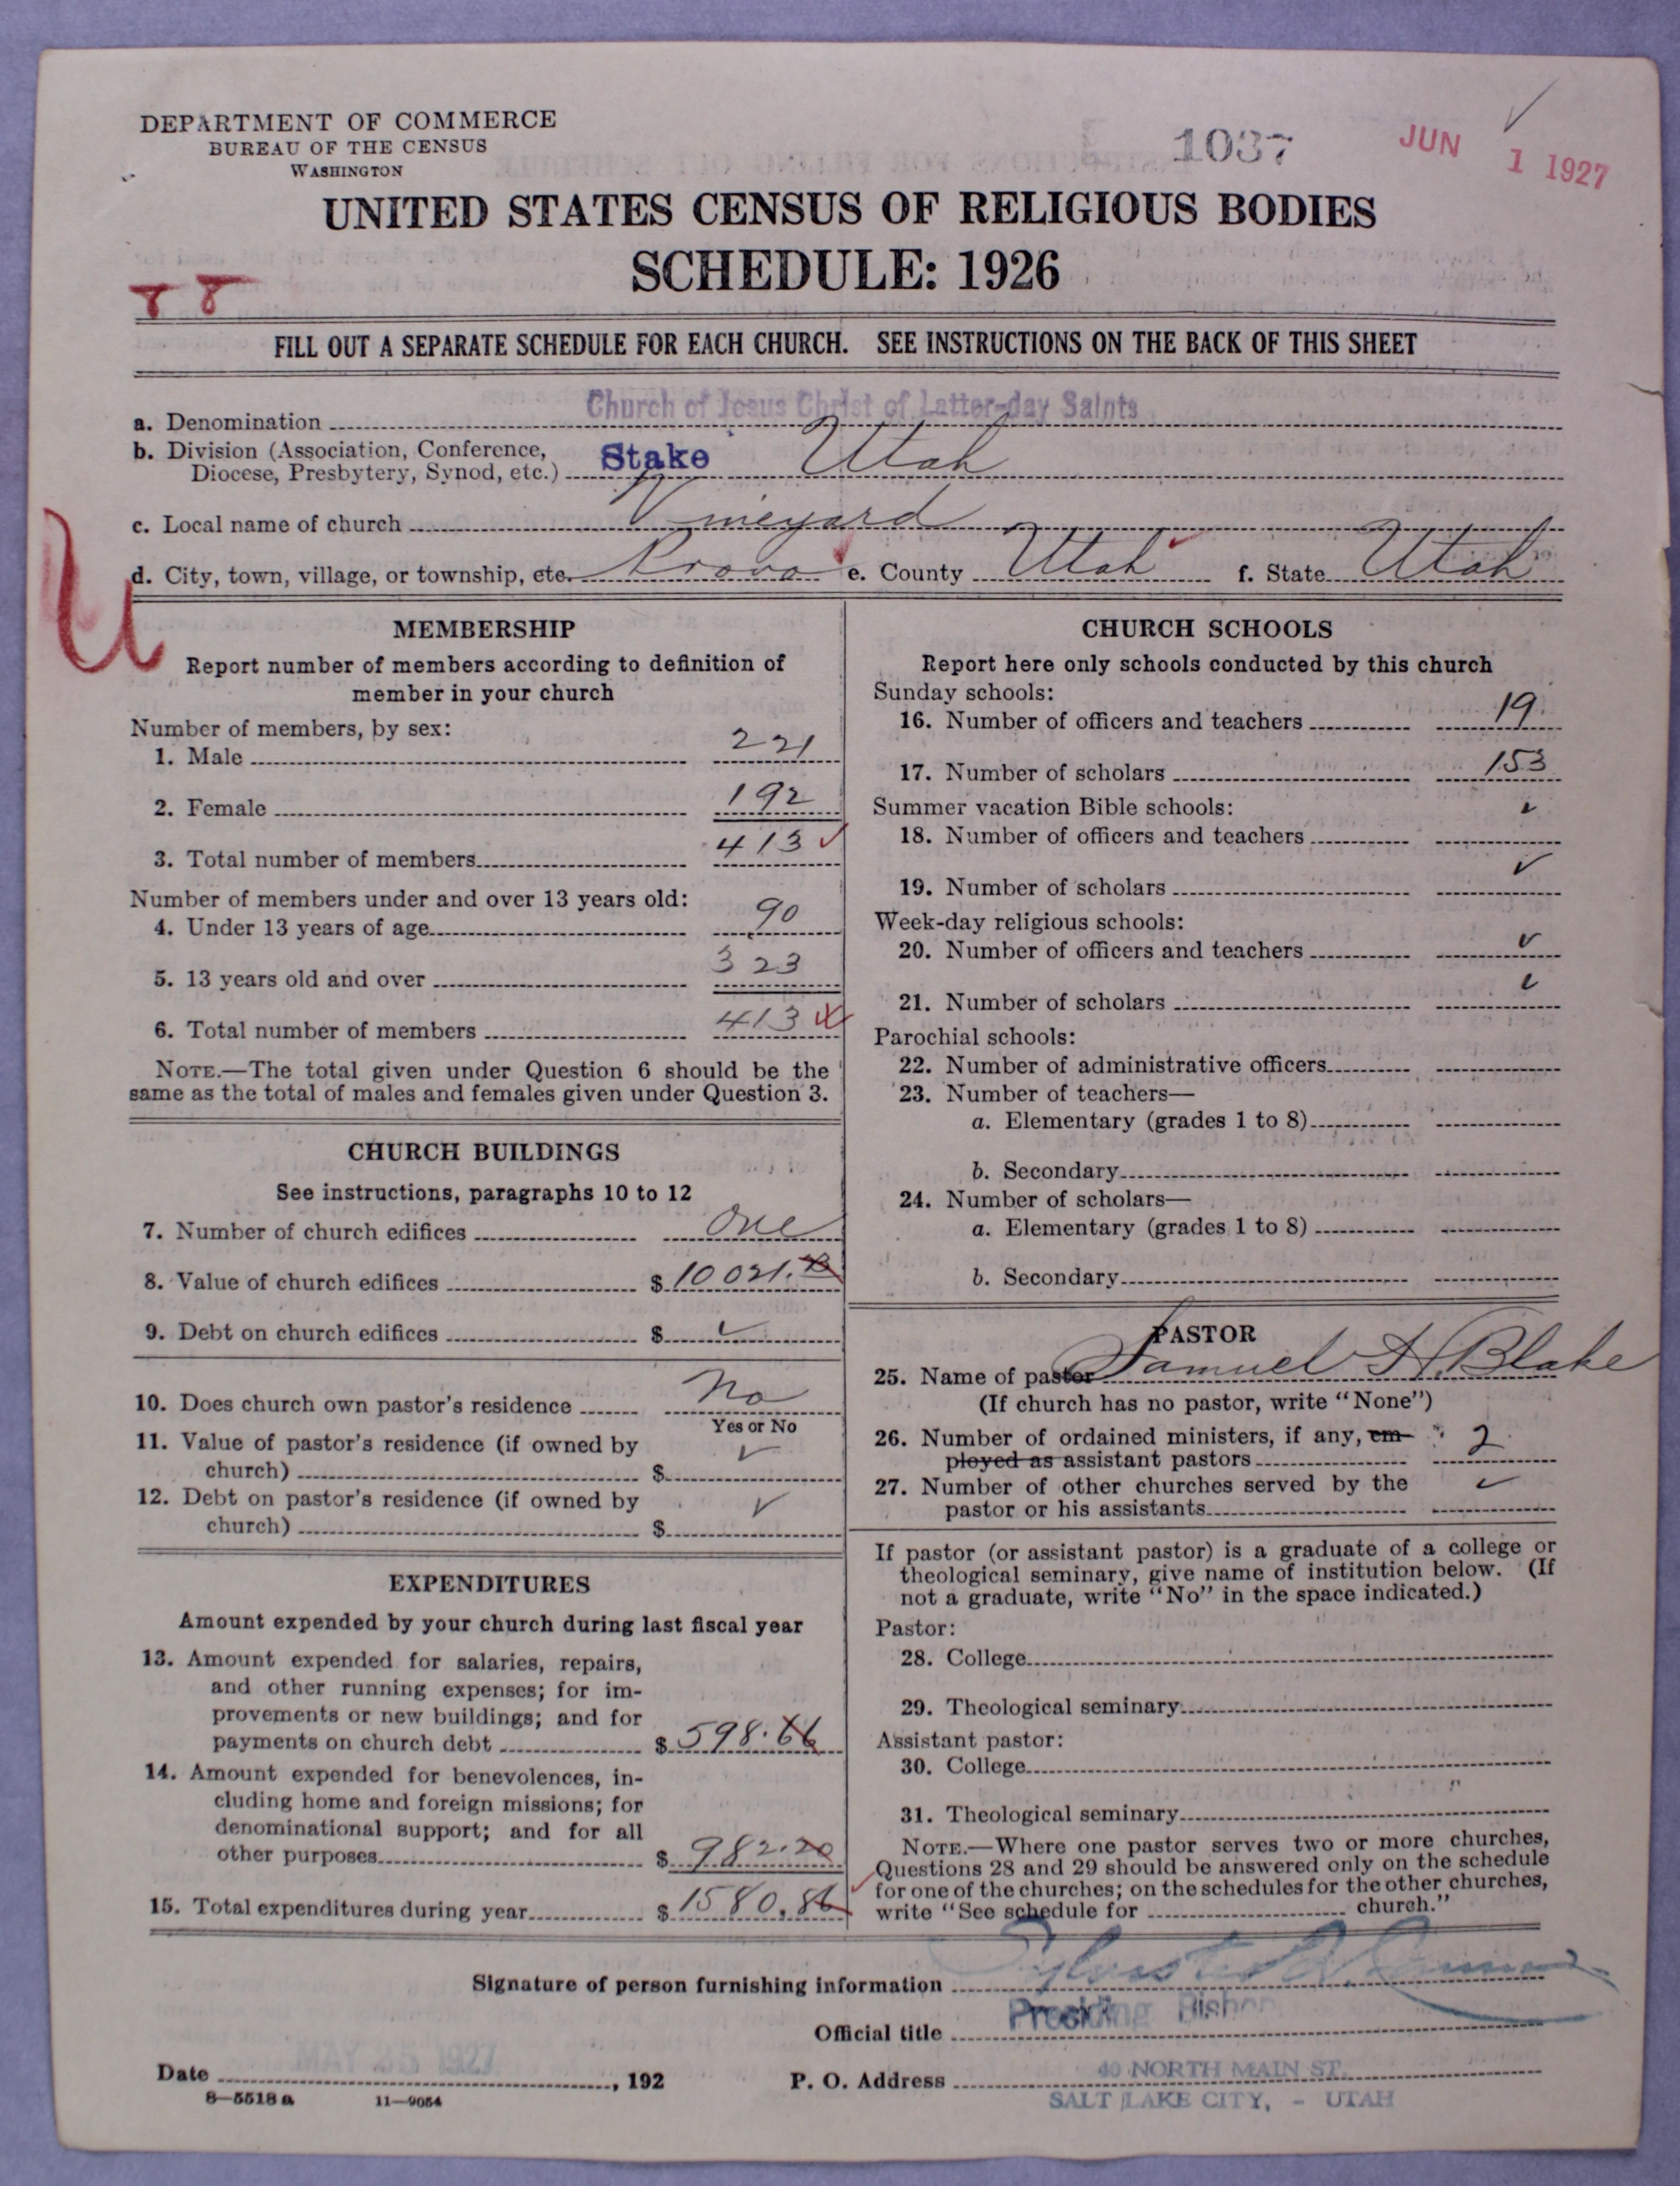 DEPARTMENT OF COMMERCE
BUREAU OF THE CENSUS
WASHINGTON
1037
JUN 1 1927
UNITED STATES CENSUS OF RELIGIOUS BODIES
SCHEDULE: 1926
FILL OUT A SEPARATE SCHEDULE FOR EACH CHURCH. SEE INSTRUCTIONS ON THE BACK OF THIS SHEET
a. Denomination Church of Jesus Christ of Latter-day Saints
b. Division (Association, Conference,
Diocese, Presbytery, Synod, etc.) Stake Utah
c. Local name of church Vineyard
d. City, town, village, or township, etc. Provo e. County Utah f. State Utah
MEMBERSHIP
Report number of members according to definition of
member in your church
Number of members, by sex:
1. Male 221
2. Female 192
3. Total number of members 413
Number of members under and over 13 years old:
4. Under 13 years of age 90
5. 13 years old and over 323
6. Total number of members 413
NOTE.—The total given under Question 6 should be the
same as the total of males and females given under Question 3.
CHURCH BUILDINGS
See instructions, paragraphs 10 to 12
7. Number of church edifices One
8. Value of church edifices $ 10021.
9. Debt on church edifices $ ✓
10. Does church own pastor's residence No
Yes or No
11. Value of pastor's residence (if owned by
church) $ ✓
12. Debt on pastor's residence (if owned by
church) $ ✓
EXPENDITURES
Amount expended by your church during last fiscal year
13. Amount expended for salaries, repairs,
and other running expenses; for im-
provements or new buildings; and for
payments on church debt $ 598.66
14. Amount expended for benevolences, in-
cluding home and foreign missions; for
denominational support; and for all
other purposes $ 982.20
15. Total expenditures during year $ 1580.86
CHURCH SCHOOLS
Report here only schools conducted by this church
Sunday schools:
16. Number of officers and teachers 19
17. Number of scholars 153
Summer vacation Bible schools:
18. Number of officers and teachers ✓
19. Number of scholars ✓
Week-day religious schools:
20. Number of officers and teachers ✓
21. Number of scholars ✓
Parochial schools:
22. Number of administrative officers
23. Number of teachers—
a. Elementary (grades 1 to 8)
b. Secondary
24. Number of scholars—
a. Elementary (grades 1 to 8)
b. Secondary
PASTOR
25. Name of pastor Samuel H. Blake
(If church has no pastor, write "None")
26. Number of ordained ministers, if any, em-
ployed as assistant pastors 2
27. Number of other churches served by the
pastor or his assistants ✓
If pastor (or assistant pastor) is a graduate of a college or
theological seminary, give name of institution below. (If
not a graduate, write "No" in the space indicated.)
Pastor:
28. College
29. Theological seminary
Assistant pastor:
30. College
31. Theological seminary
NOTE.—Where one pastor serves two or more churches,
Questions 28 and 29 should be answered only on the schedule
for one of the churches; on the schedules for the other churches,
write "See schedule for church."
Signature of person furnishing information
Official title Presiding Bishop
Date MAY 25 1927, 192
P. O. Address 40 NORTH MAIN ST.
SALT LAKE CITY, - UTAH
8—5518a 11—9054